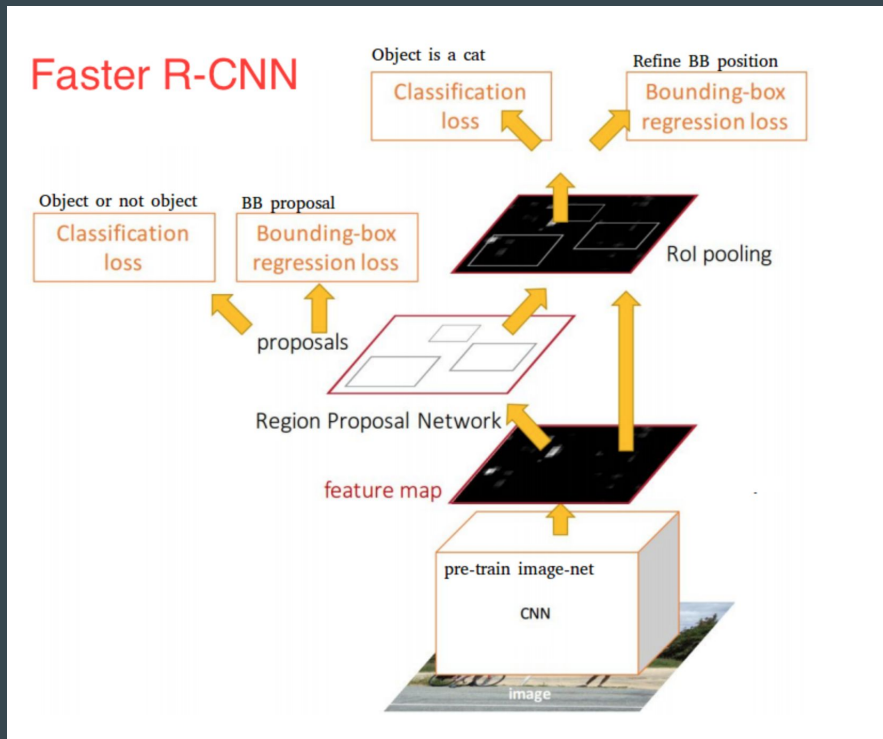 Faster R-CNN
Object is a cat
Classification
loss
Refine BB position
Bounding-box
regression loss
Object or not object
Classification
loss
BB proposal
Bounding-box
regression loss
RoI pooling
proposals
Region Proposal Network
feature map
pre-train image-net
CNN
image